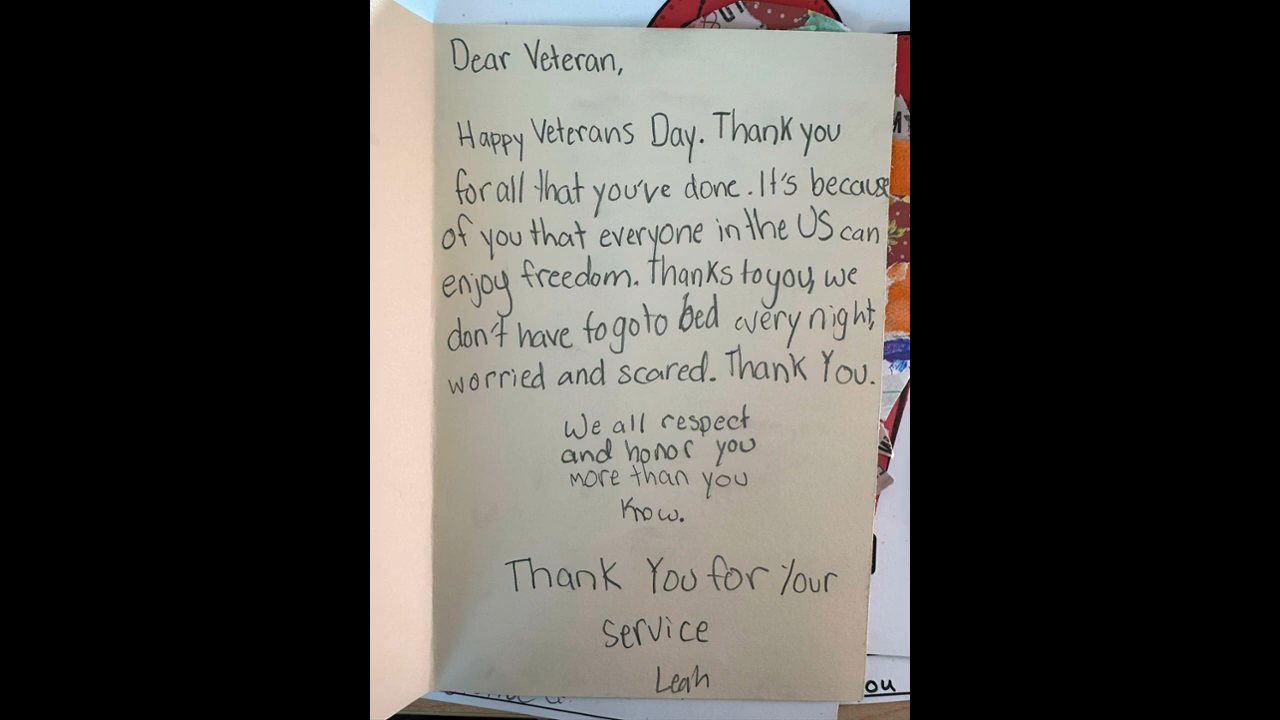 Dear Veteran,
Happy Veterans Day. Thank you
for all that you've done. It's because
of you that everyone in the US can
enjoy freedom. Thanks to you, we
don't have to go to bed every night,
worried and scared. Thank You.
We all respect
and honor you
more than you
know.
Thank You for Your
service
Leah
ou